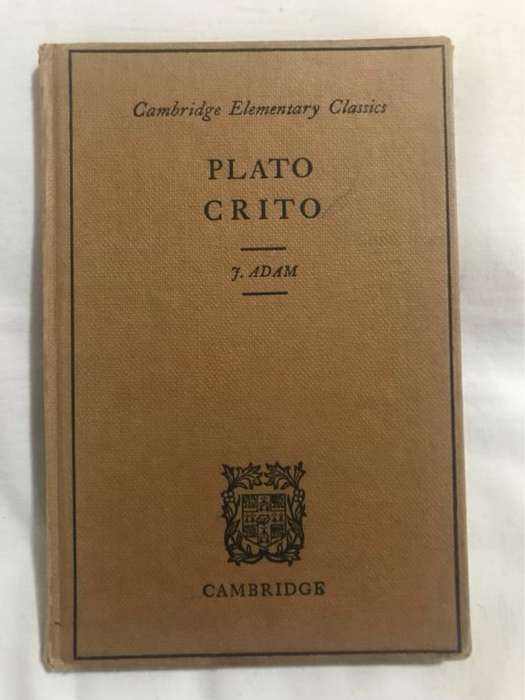 Cambridge Elementary Classics
PLATO
CRITO
J. ADAM
CAMBRIDGE